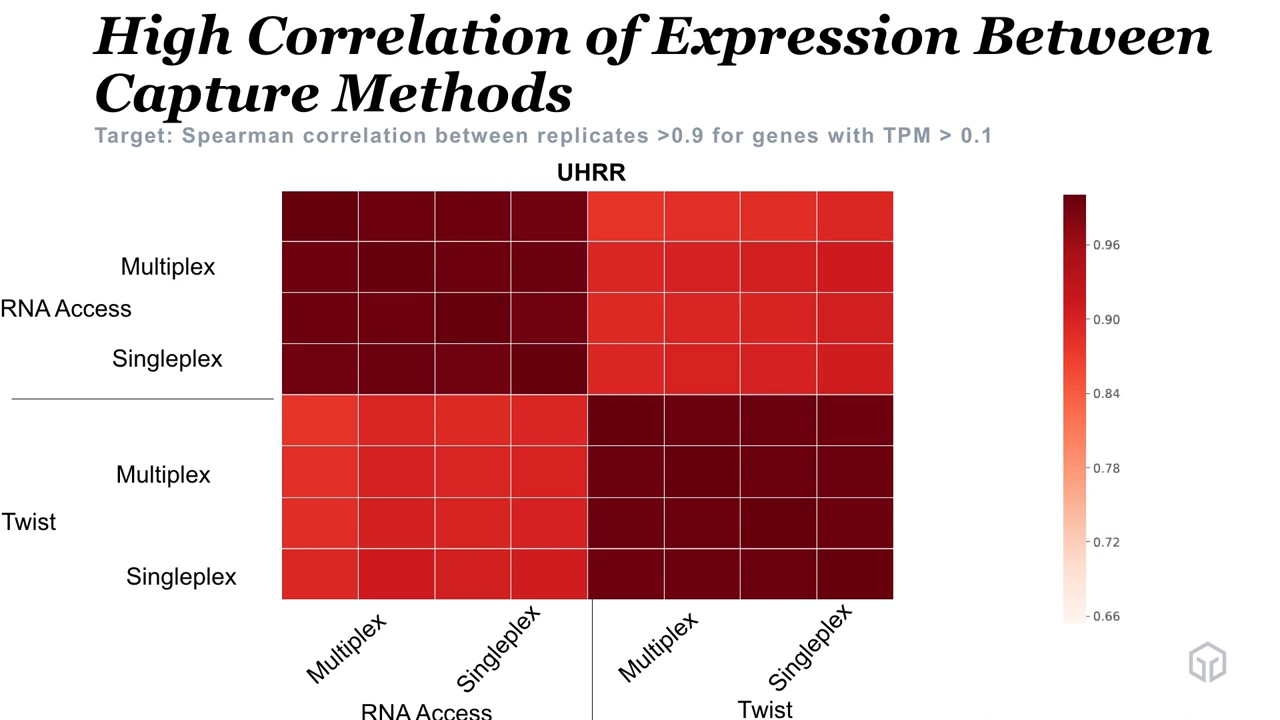 High Correlation of Expression Between
Capture Methods
Target: Spearman correlation between replicates >0.9 for genes with TPM > 0.1
UHRR
Multiplex
RNA Access
Singleplex
Multiplex
Twist
Singleplex
0.96
0.90
0.84
0.78
0.72
0.66
Multiplex
Singleplex
Multiplex
Singleplex
RNA Access
Twist